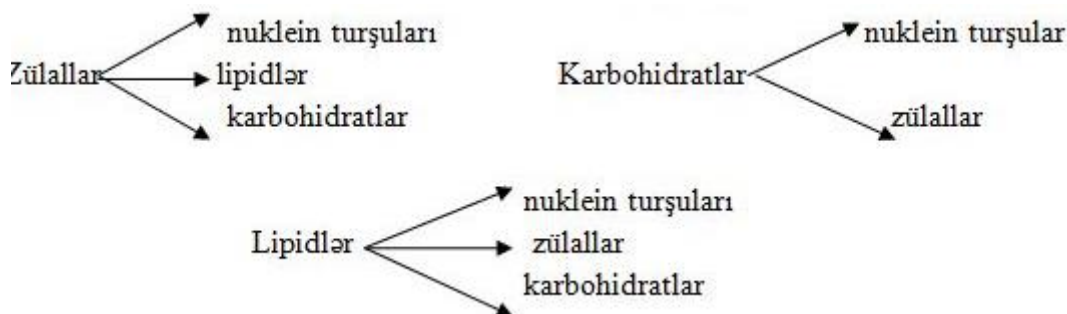 nuklein turşuları
Zülallar lipidlər
karbohidratlar
nuklein turşular
Karbohidratlar
zülallar
nuklein turşuları
Lipidlər zülallar
karbohidratlar